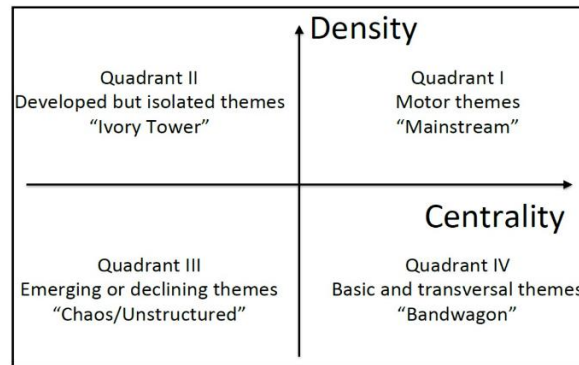 Density
Quadrant II
Developed but isolated themes
“Ivory Tower”
Quadrant I
Motor themes
“Mainstream”
Centrality
Quadrant III
Emerging or declining themes
“Chaos/Unstructured”
Quadrant IV
Basic and transversal themes
“Bandwagon”